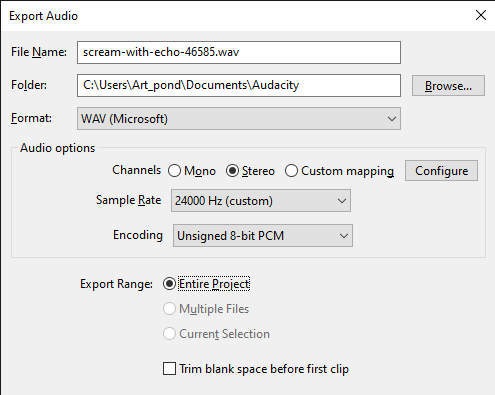 Export Audio
File Name: scream-with-echo-46585.wav
Folder: C:\Users\Art_pond\Documents\Audacity Browse...
Format: WAV (Microsoft)
Audio options
Channels Mono Stereo Custom mapping Configure
Sample Rate 24000 Hz (custom)
Encoding Unsigned 8-bit PCM
Export Range: Entire Project
Multiple Files
Current Selection
Trim blank space before first clip